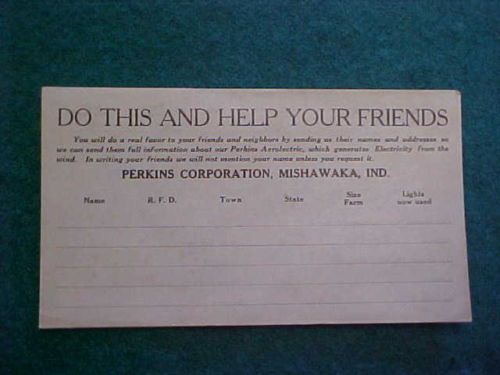 DO THIS AND HELP YOUR FRIENDS
You will do a real favor to your friends and neighbors by sending us their names and addresses so
we can send them full information about our Perkins Aerolectric, which generates Electricity from the
wind. In writing your friends we will not mention your name unless you request it.
PERKINS CORPORATION, MISHAWAKA, IND.
Name R. F. D. Town State Size Farm Lights now used